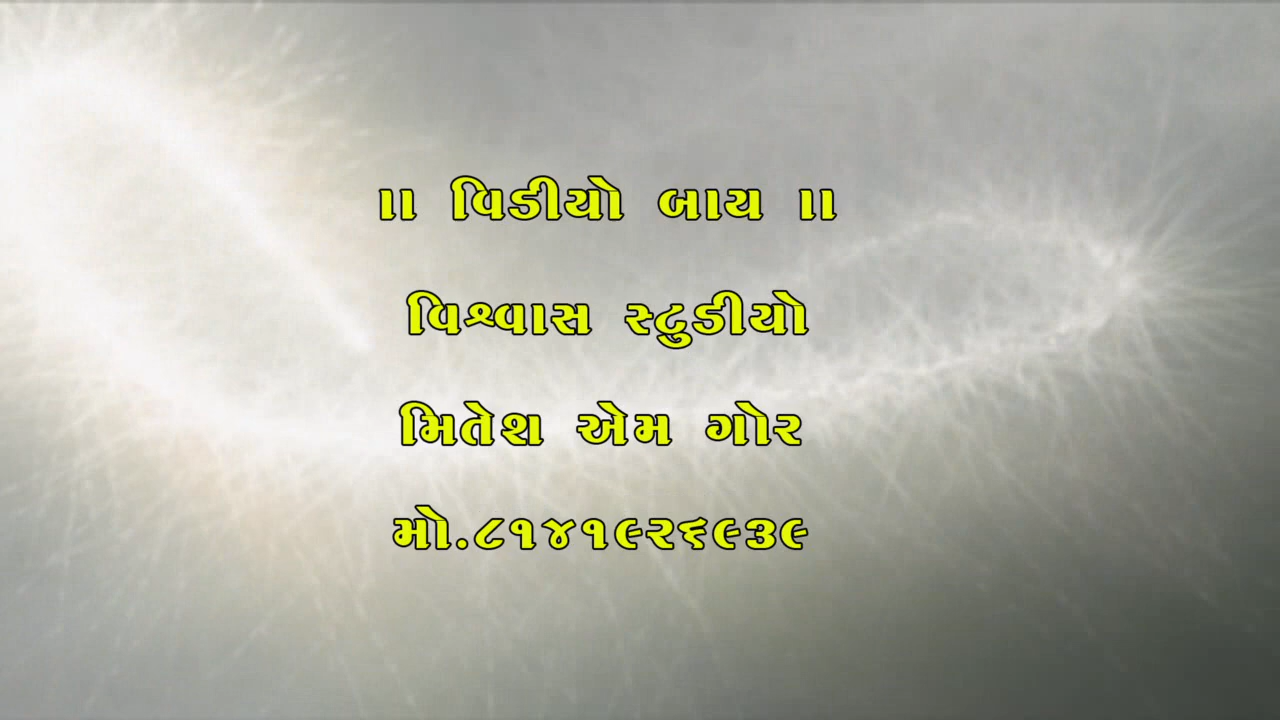 ।। વિડીયો બાય ।।
વિશ્વાસ સ્ટુડીયો
મિતેશ એમ ગોર
મો.૮૧૪૧૯૨૬૯૩૯